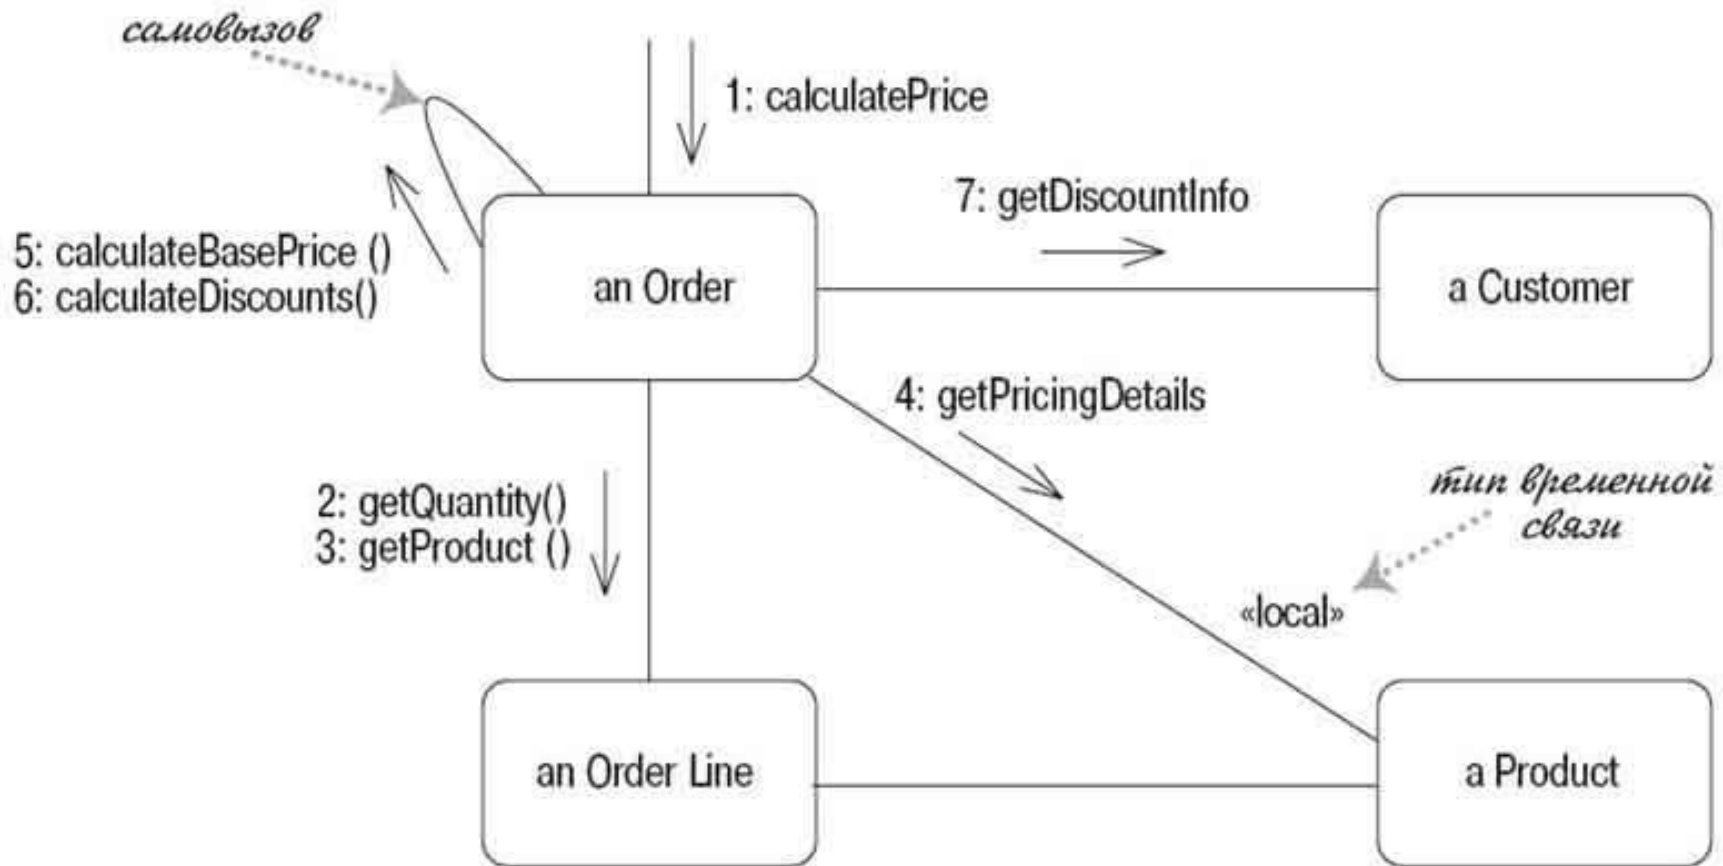 самовызов
1: calculatePrice
7: getDiscountInfo
5: calculateBasePrice ()
6: calculateDiscounts()
an Order
a Customer
4: getPricingDetails
2: getQuantity()
3: getProduct ()
тип временной
связи
«local»
an Order Line
a Product